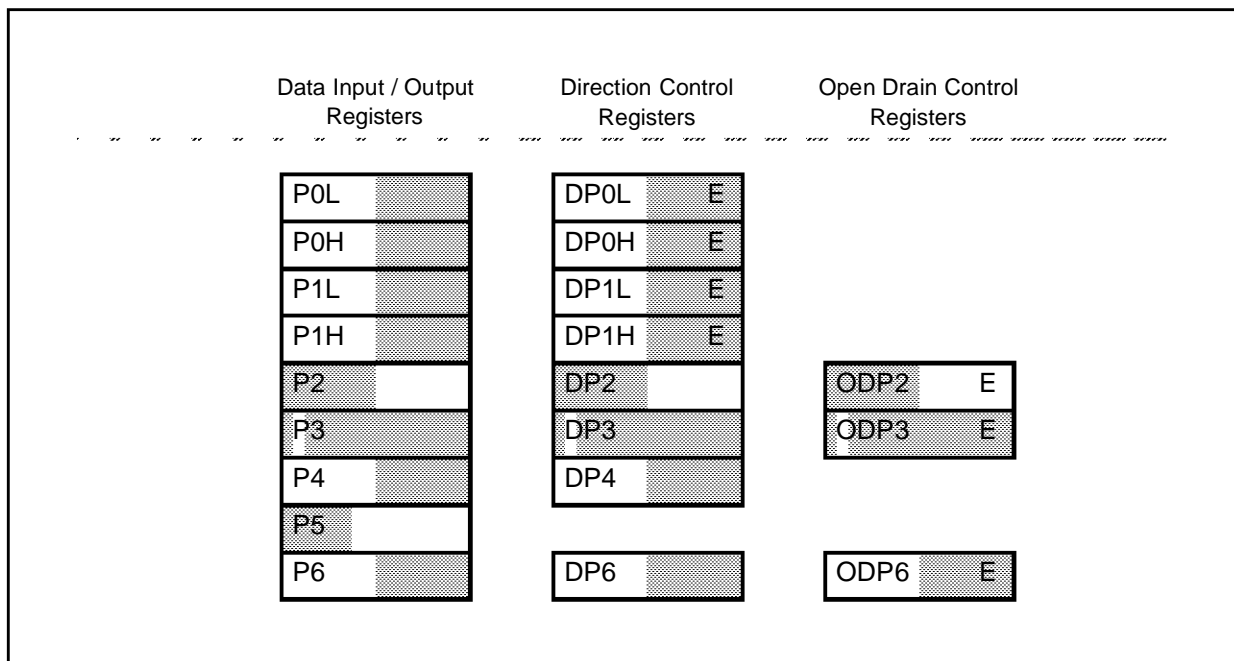 Data Input / Output
Registers
Direction Control
Registers
Open Drain Control
Registers
P0L DP0L E
P0H DP0H E
P1L DP1L E
P1H DP1H E
P2 DP2 ODP2 E
P3 DP3 ODP3 E
P4 DP4
P5
P6 DP6 ODP6 E